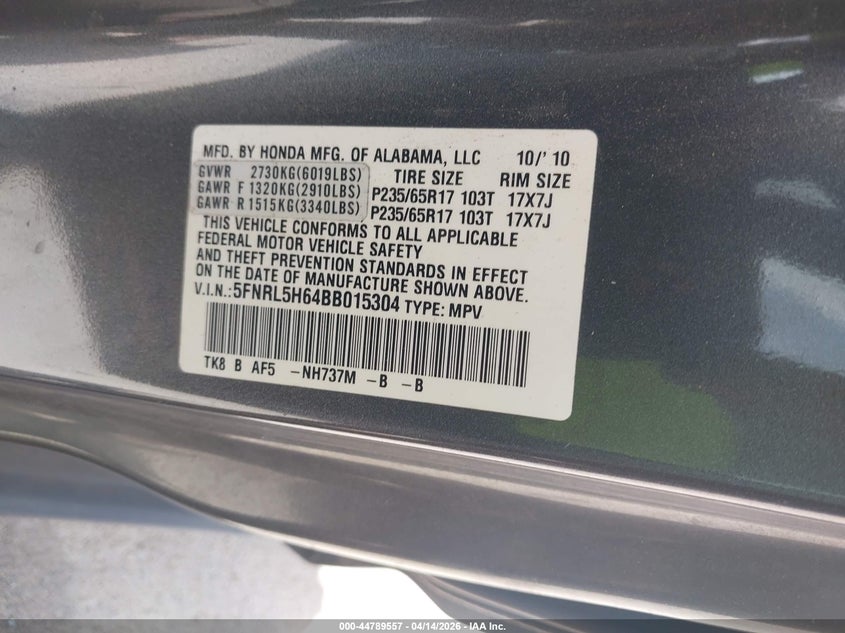 MFD. BY HONDA MFG. OF ALABAMA, LLC 10/'10
GVWR 2730KG(6019LBS) TIRE SIZE RIM SIZE
GAWR F 1320KG(2910LBS) P235/65R17 103T 17X7J
GAWR R 1515KG(3340LBS) P235/65R17 103T 17X7J
THIS VEHICLE CONFORMS TO ALL APPLICABLE
FEDERAL MOTOR VEHICLE SAFETY
AND THEFT PREVENTION STANDARDS IN EFFECT
ON THE DATE OF MANUFACTURE SHOWN ABOVE.
V.I.N.:5FNRL5H64BB015304 TYPE: MPV
TK8 B AF5 -NH737M -B -B
000-44789557 - 04/14/2026 - IAA Inc.